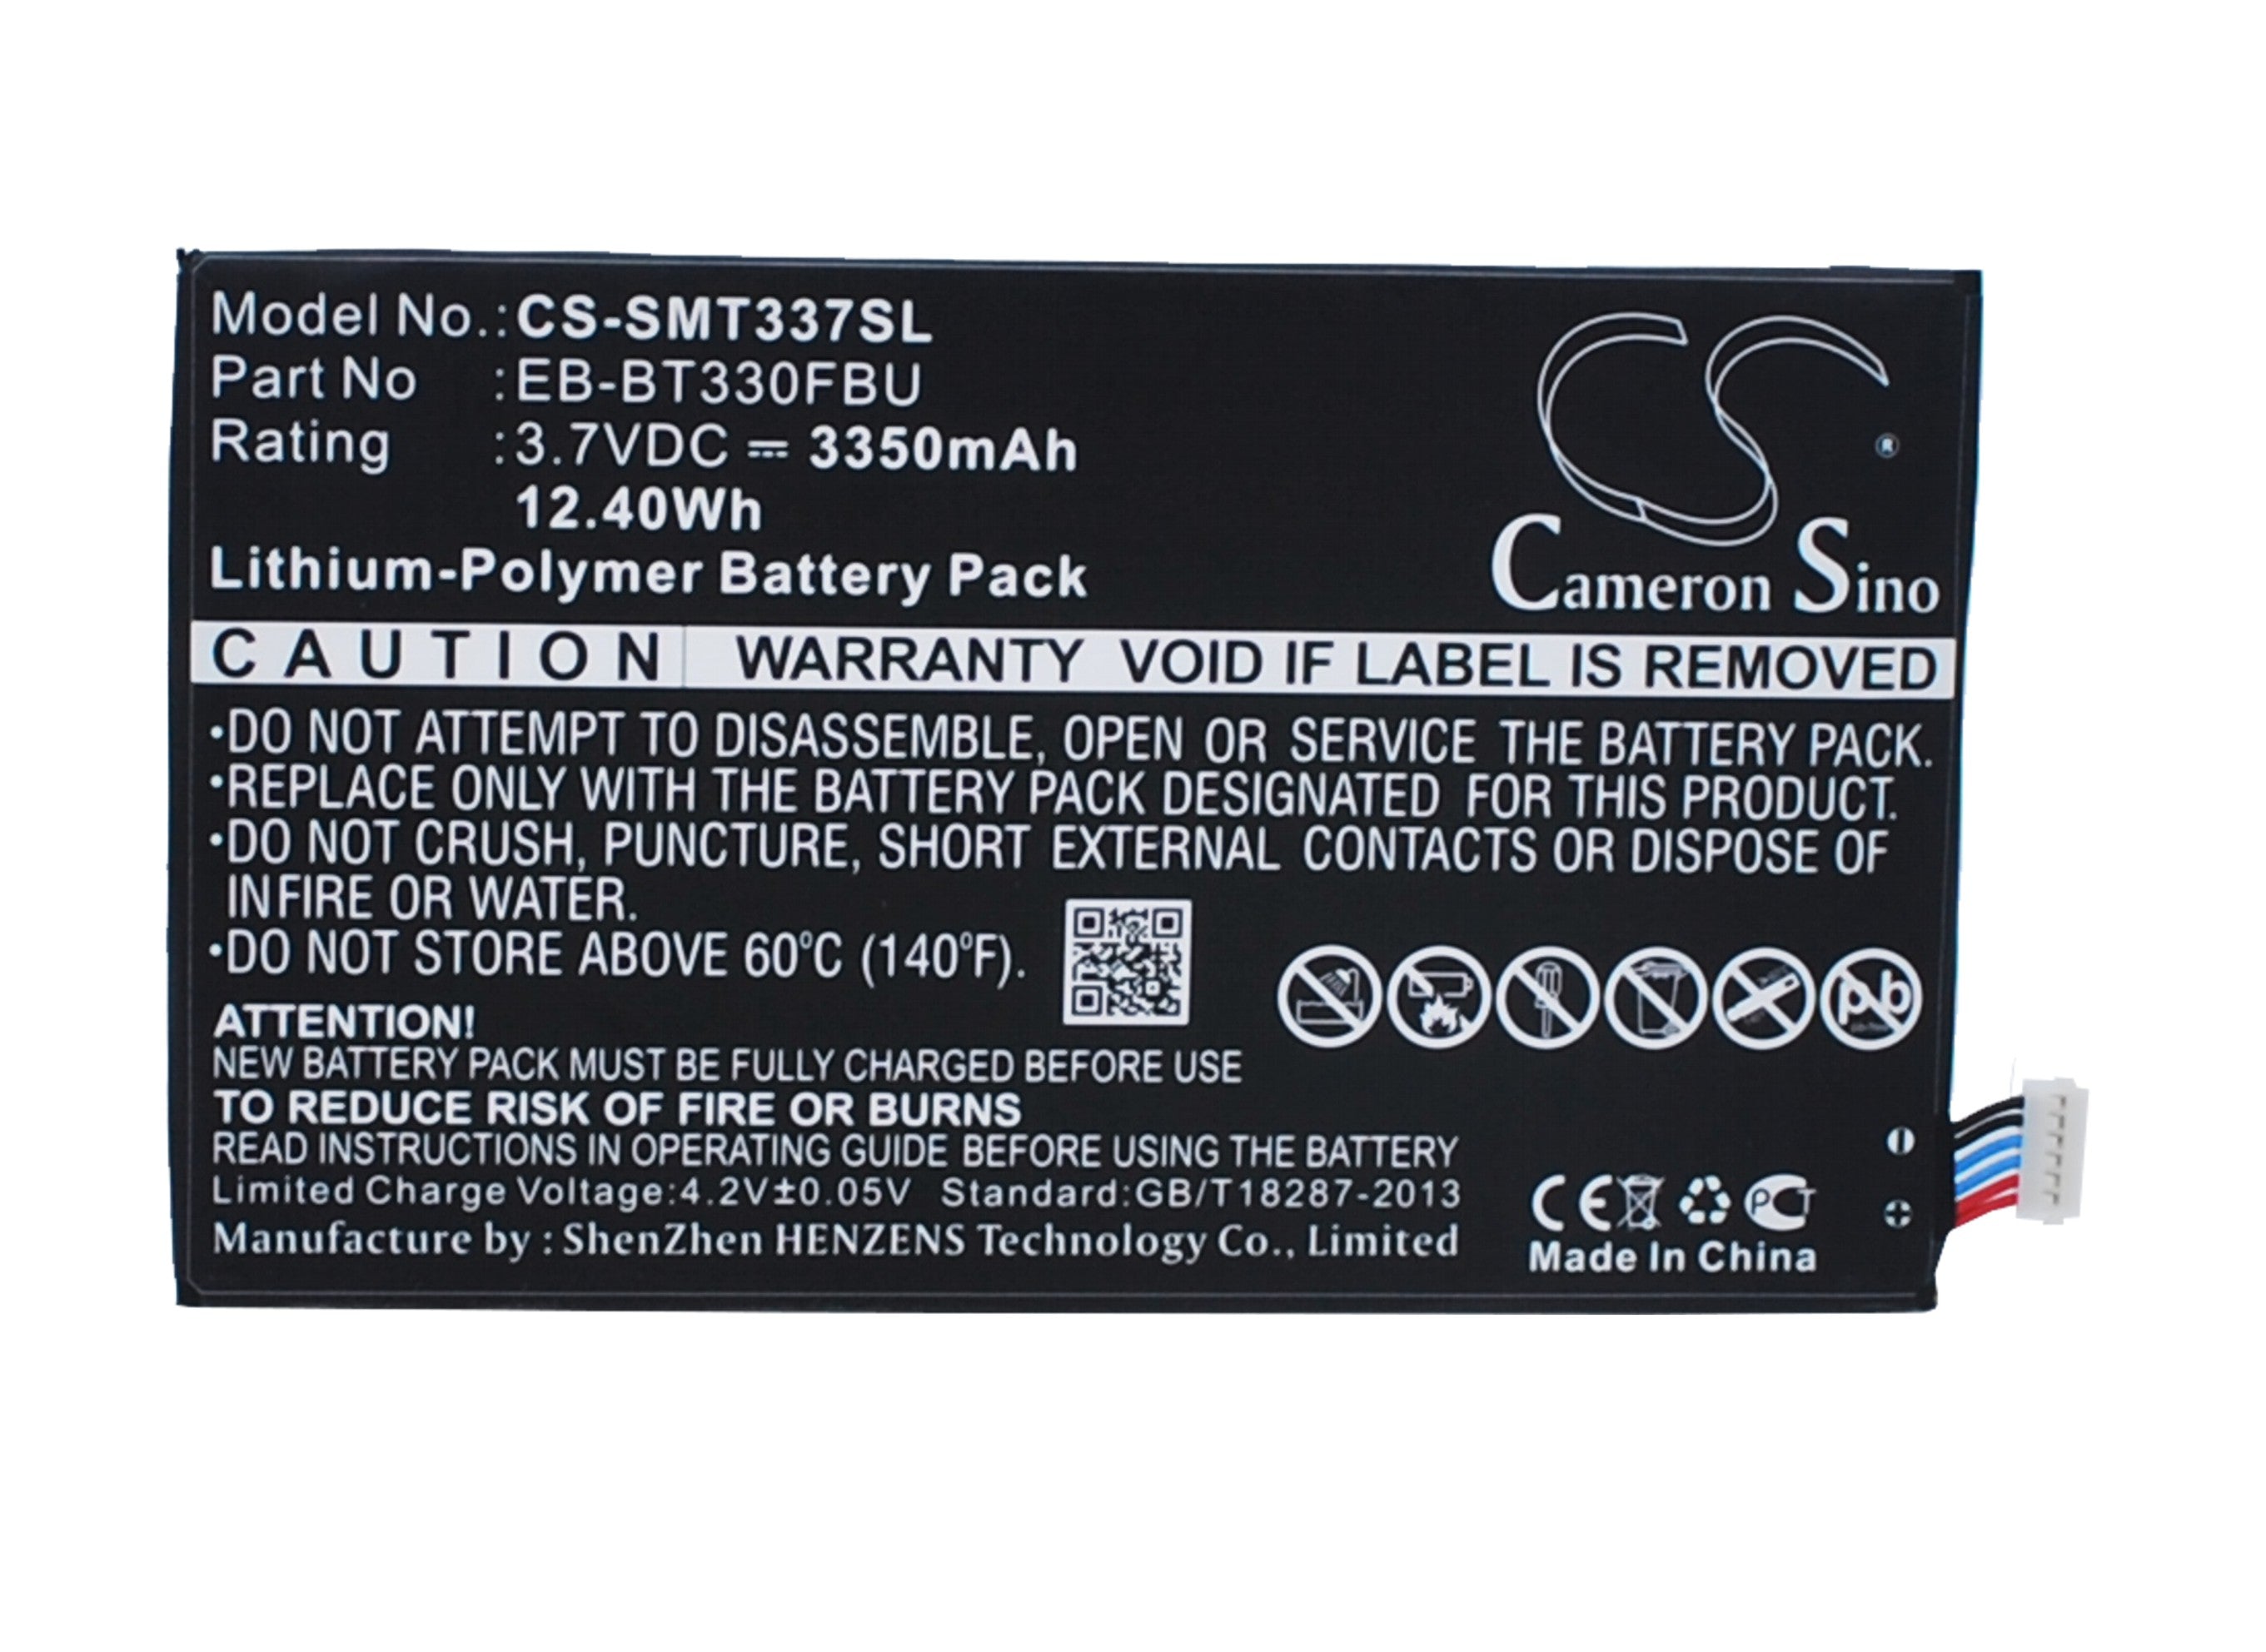 Model No.: CS-SMT337SL
Part No : EB-BT330FBU
Rating : 3.7VDC ⎓ 3350mAh
12.40Wh
Lithium-Polymer Battery Pack
CS ®
Cameron Sino
CAUTION WARRANTY VOID IF LABEL IS REMOVED
•DO NOT ATTEMPT TO DISASSEMBLE, OPEN OR SERVICE THE BATTERY PACK.
•REPLACE ONLY WITH THE BATTERY PACK DESIGNATED FOR THIS PRODUCT.
•DO NOT CRUSH, PUNCTURE, SHORT EXTERNAL CONTACTS OR DISPOSE OF
INFIRE OR WATER.
•DO NOT STORE ABOVE 60°C (140°F).
Pb
ATTENTION!
NEW BATTERY PACK MUST BE FULLY CHARGED BEFORE USE
TO REDUCE RISK OF FIRE OR BURNS
READ INSTRUCTIONS IN OPERATING GUIDE BEFORE USING THE BATTERY
Limited Charge Voltage:4.2V±0.05V Standard:GB/T18287-2013
Manufacture by : ShenZhen HENZENS Technology Co., Limited
CE PCT
Made In China